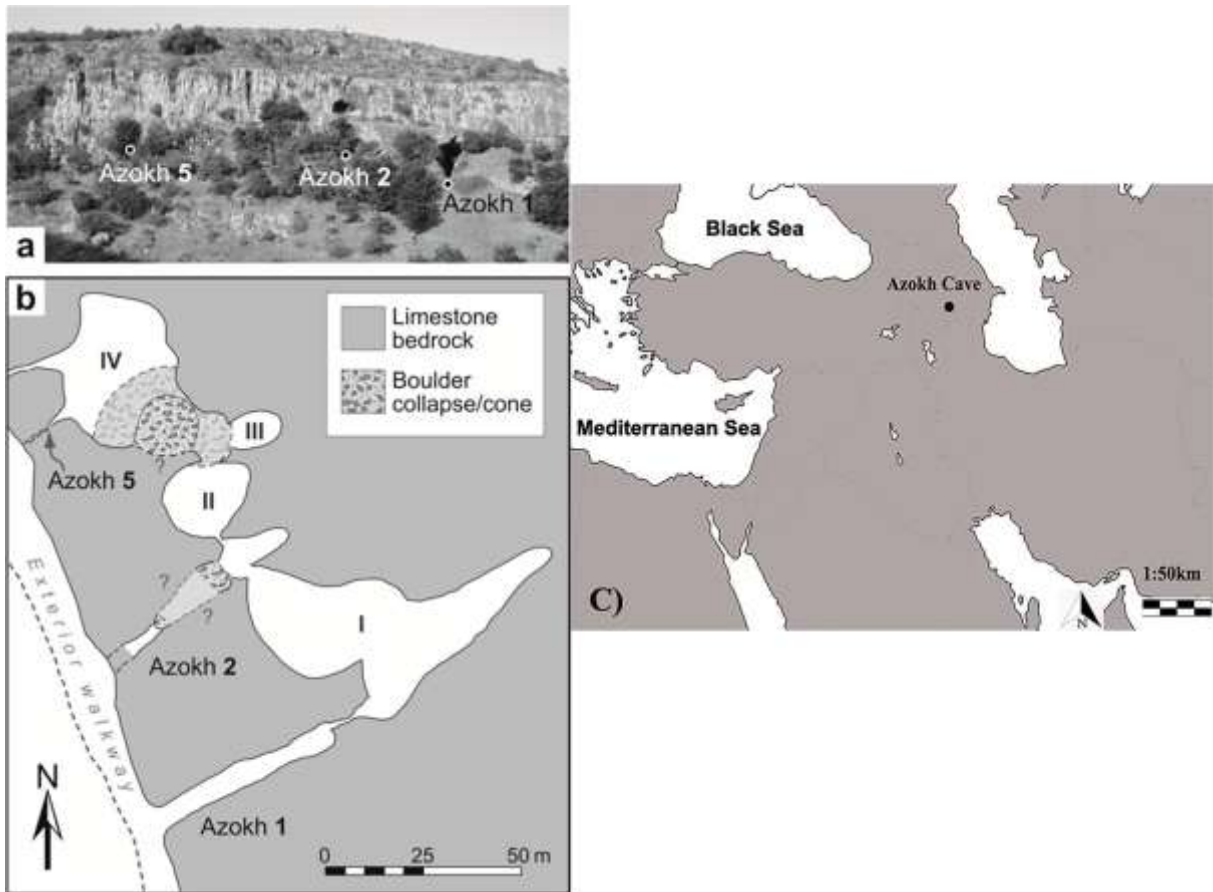 Azokh 5
Azokh 2
Azokh 1
a
b
Limestone
bedrock
Boulder
collapse/cone
IV
III
Azokh 5
II
?
?
?
I
Exterior walkway
Azokh 2
N
Azokh 1
0 25 50 m
Black Sea
Azokh Cave
Mediterranean Sea
1:50km
C)
N